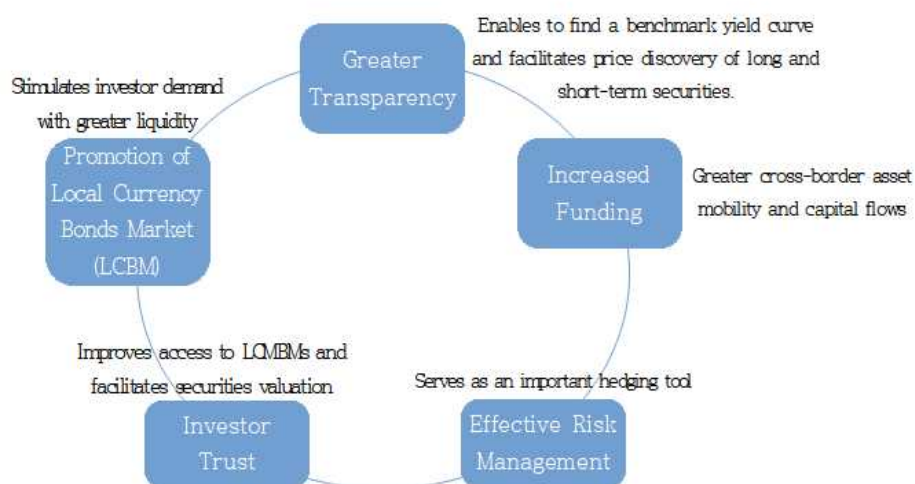 Greater
Transparency
Enables to find a benchmark yield curve
and facilitates price discovery of long and
short-term securities.
Stimulates investor demand
with greater liquidity
Promotion of
Local Currency
Bonds Market
(LCBM)
Increased
Funding
Greater cross-border asset
mobility and capital flows
Improves access to LCMBMs and
facilitates securities valuation
Investor
Trust
Serves as an important hedging tool
Effective Risk
Management